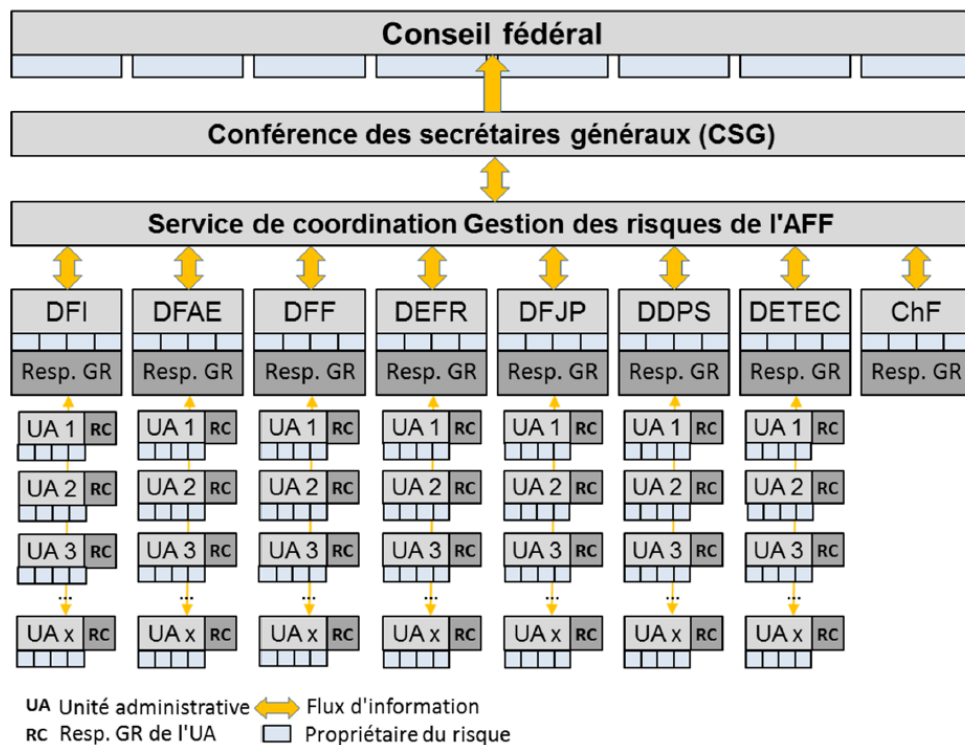 Conseil fédéral
Conférence des secrétaires généraux (CSG)
Service de coordination Gestion des risques de l'AFF
DFI DFAE DFF DEFR DFJP DDPS DETEC ChF
Resp. GR Resp. GR Resp. GR Resp. GR Resp. GR Resp. GR Resp. GR Resp. GR
UA 1 RC UA 1 RC UA 1 RC UA 1 RC UA 1 RC UA 1 RC UA 1 RC
UA 2 RC UA 2 RC UA 2 RC UA 2 RC UA 2 RC UA 2 RC UA 2 RC
UA 3 RC UA 3 RC UA 3 RC UA 3 RC UA 3 RC UA 3 RC UA 3 RC
... ... ... ... ... ... ...
UA x RC UA x RC UA x RC UA x RC UA x RC UA x RC UA x RC
UA Unité administrative Flux d'information
RC Resp. GR de l'UA Propriétaire du risque